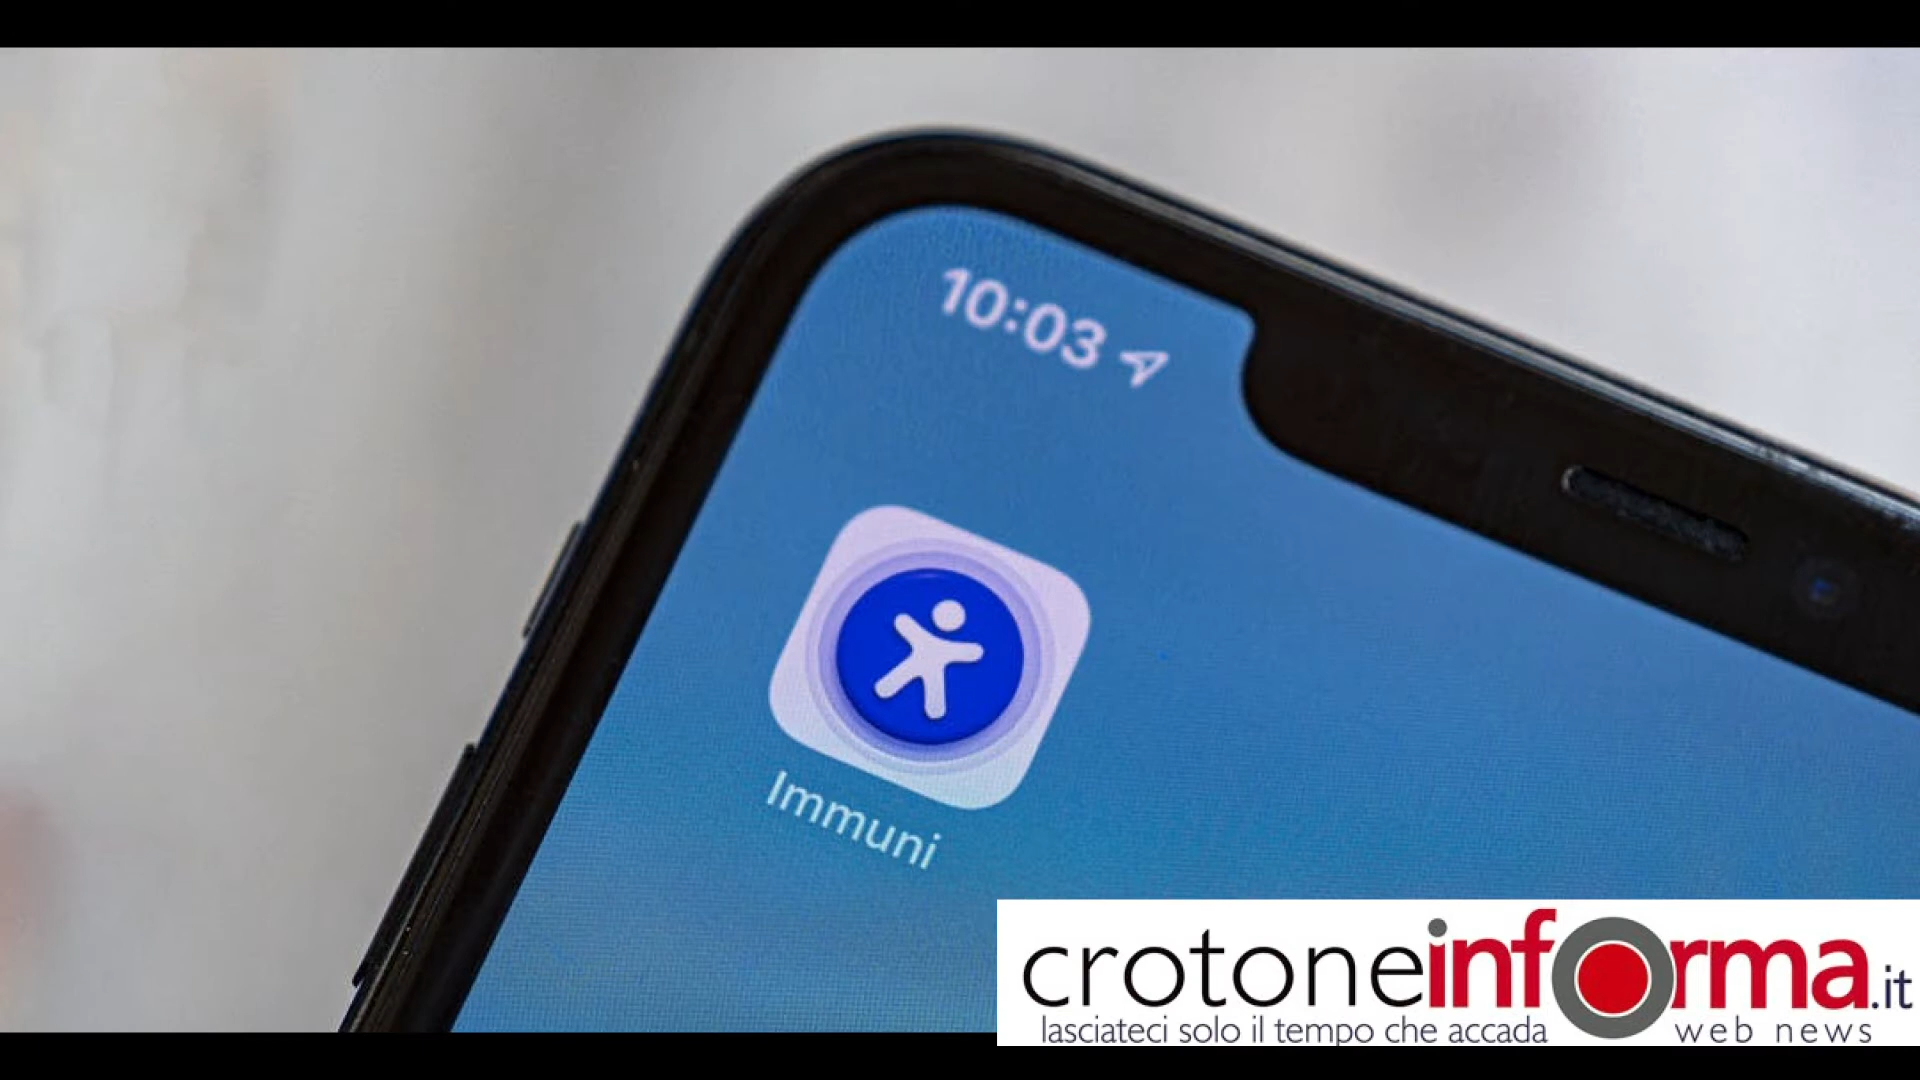 10:03
Immuni
crotoneinforma.it
lasciateci solo il tempo che accada
web news